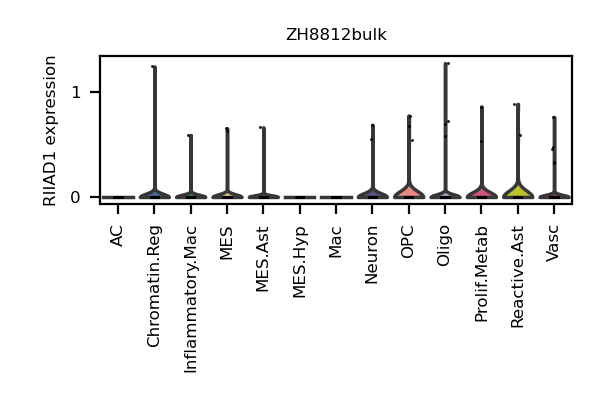 ZH8812bulk
RIIAD1 expression
1
0
AC
Chromatin.Reg
Inflammatory.Mac
MES
MES.Ast
MES.Hyp
Mac
Neuron
OPC
Oligo
Prolif.Metab
Reactive.Ast
Vasc